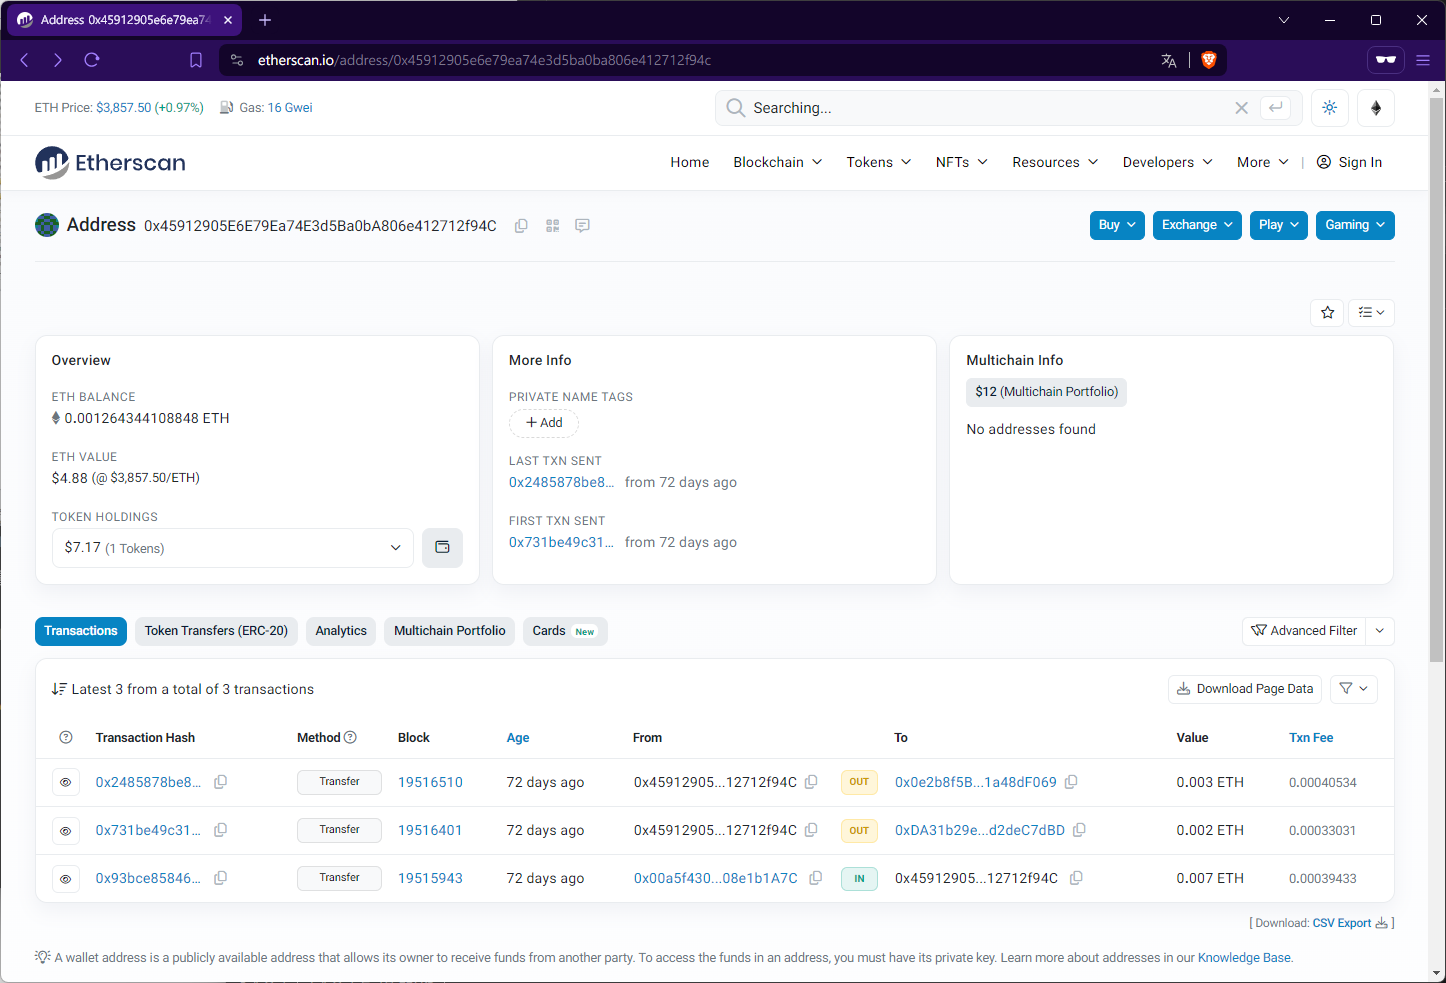 Address 0x45912905e6e79ea74
etherscan.io/address/0x45912905e6e79ea74e3d5ba0ba806e412712f94c
ETH Price: $3,857.50 (+0.97%) Gas: 16 Gwei
Searching...
Etherscan
Home Blockchain Tokens NFTs Resources Developers More | Sign In
Address 0x45912905E6E79Ea74E3d5Ba0bA806e412712f94C
Buy Exchange Play Gaming
Overview
ETH BALANCE
0.001264344108848 ETH
ETH VALUE
$4.88 (@ $3,857.50/ETH)
TOKEN HOLDINGS
$7.17 (1 Tokens)
More Info
PRIVATE NAME TAGS
+ Add
LAST TXN SENT
0x2485878be8... from 72 days ago
FIRST TXN SENT
0x731be49c31... from 72 days ago
Multichain Info
$12 (Multichain Portfolio)
No addresses found
Transactions Token Transfers (ERC-20) Analytics Multichain Portfolio Cards New
Advanced Filter
Latest 3 from a total of 3 transactions
Download Page Data
Transaction Hash Method Block Age From To Value Txn Fee
0x2485878be8... Transfer 19516510 72 days ago 0x45912905...12712f94C OUT 0x0e2b8f5B...1a48dF069 0.003 ETH 0.00040534
0x731be49c31... Transfer 19516401 72 days ago 0x45912905...12712f94C OUT 0xDA31b29e...d2deC7dBD 0.002 ETH 0.00033031
0x93bce85846... Transfer 19515943 72 days ago 0x00a5f430...08e1b1A7C IN 0x45912905...12712f94C 0.007 ETH 0.00039433
[ Download: CSV Export ]
A wallet address is a publicly available address that allows its owner to receive funds from another party. To access the funds in an address, you must have its private key. Learn more about addresses in our Knowledge Base.